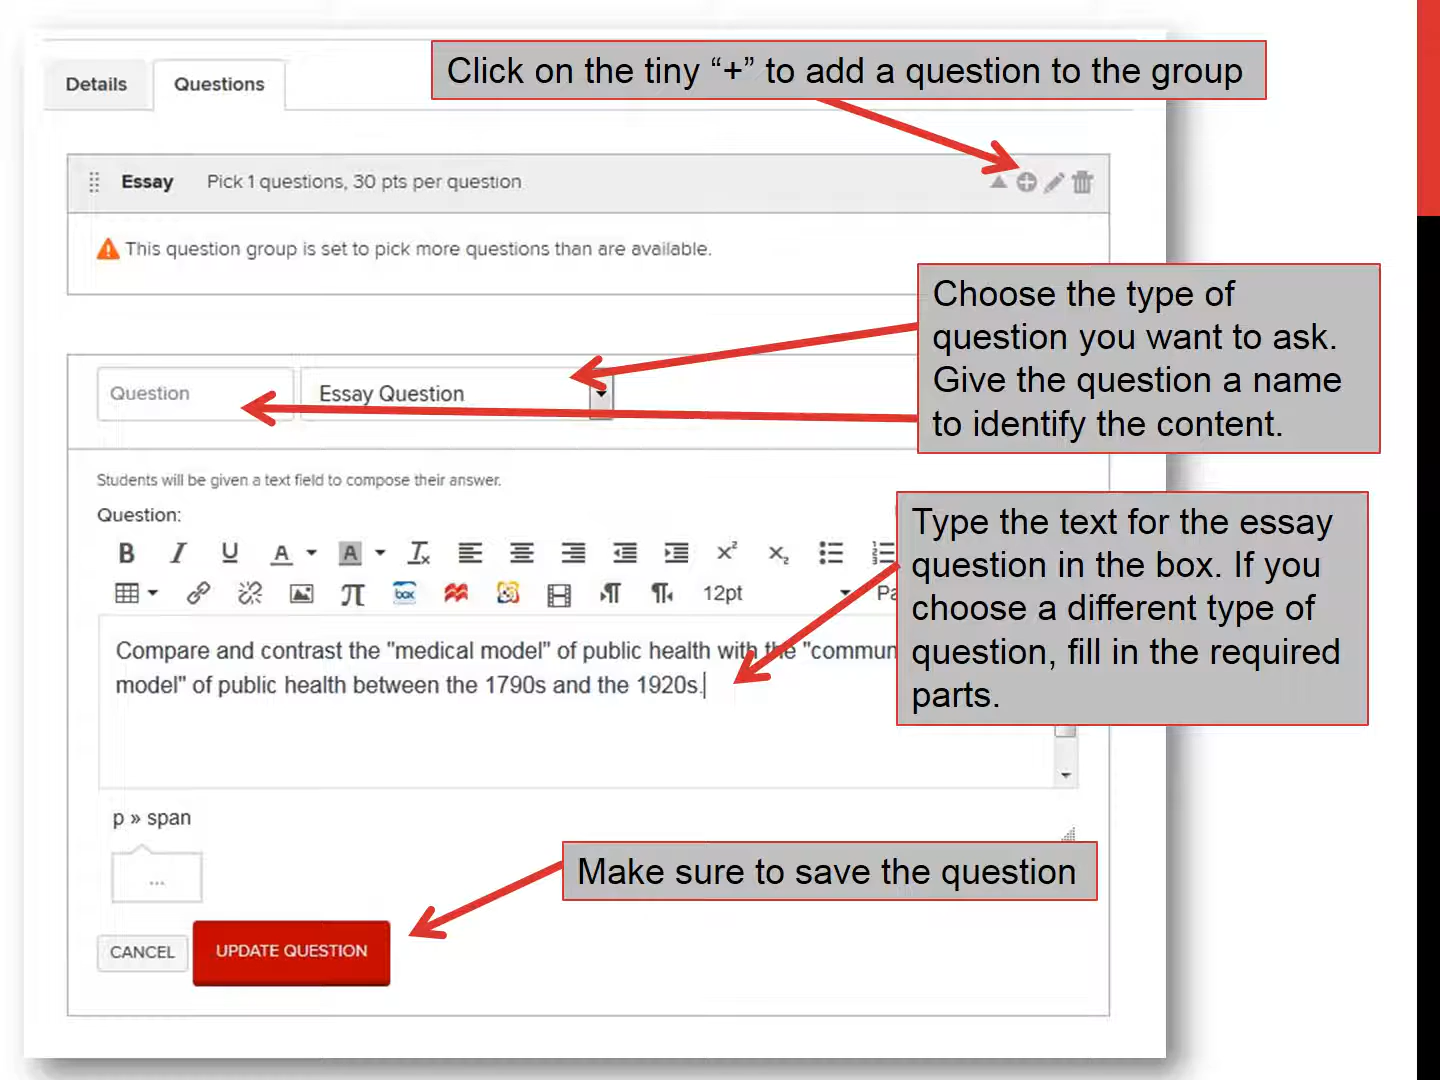 Click on the tiny “+” to add a question to the group
Details
Questions
Essay
Pick 1 questions, 30 pts per question
This question group is set to pick more questions than are available.
Choose the type of
question you want to ask.
Give the question a name
to identify the content.
Question
Essay Question
Students will be given a text field to compose their answer.
Question:
Type the text for the essay
question in the box. If you
choose a different type of
question, fill in the required
parts.
B I U A A Tx x² x₂
π box 12pt
Compare and contrast the "medical model" of public health with the
model" of public health between the 1790s and the 1920s.
p » span
...
Make sure to save the question
CANCEL
UPDATE QUESTION